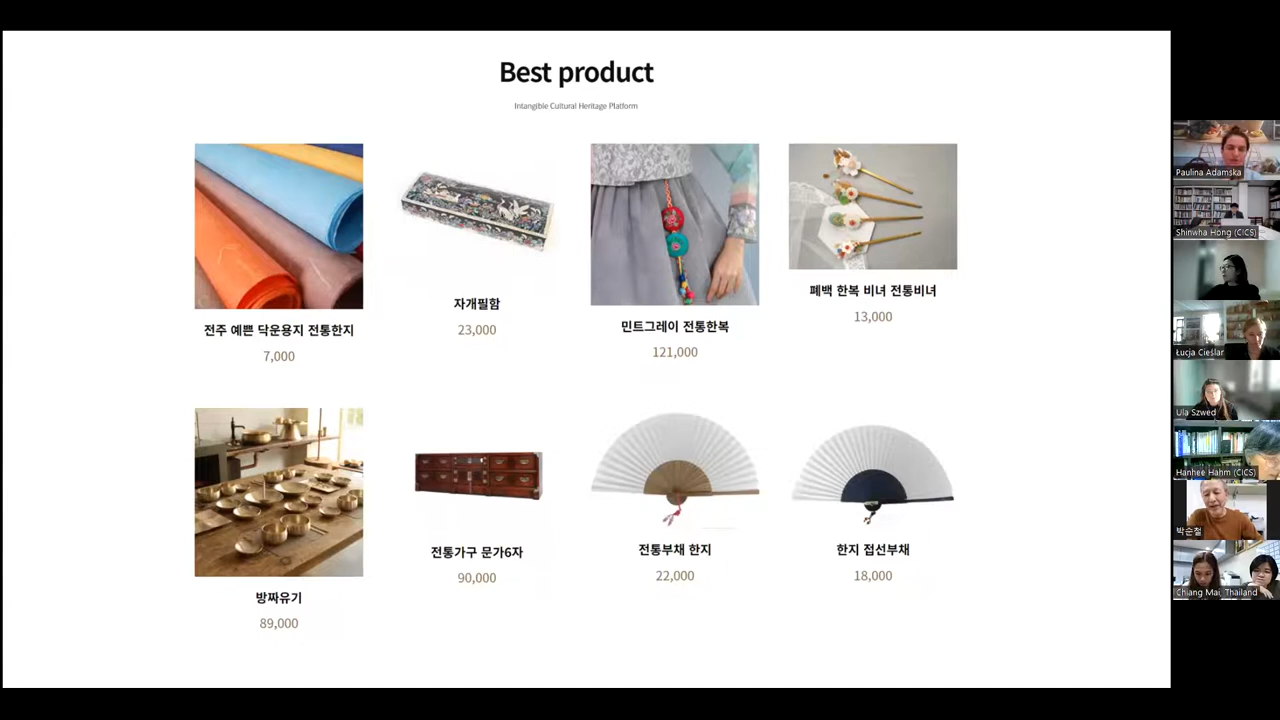 Best product
Intangible Cultural Heritage Platform
전주 예쁜 닥운용지 전통한지
7,000
자개필함
23,000
민트그레이 전통한복
121,000
폐백 한복 비녀 전통비녀
13,000
방짜유기
89,000
전통가구 문가6자
90,000
전통부채 한지
22,000
한지 접선부채
18,000
Paulina Adamska
Shinwha Hong (CICS)
Łucja Cieślar
Ula Szwed
Hanhee Hahm (CICS)
박순철
Chiang Mai, Thailand